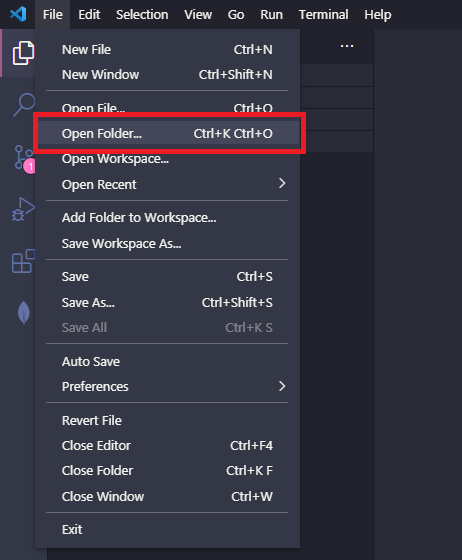 File Edit Selection View Go Run Terminal Help
New File Ctrl+N
New Window Ctrl+Shift+N
Open File... Ctrl+O
Open Folder... Ctrl+K Ctrl+O
Open Workspace...
Open Recent
Add Folder to Workspace...
Save Workspace As...
Save Ctrl+S
Save As... Ctrl+Shift+S
Save All Ctrl+K S
Auto Save
Preferences
Revert File
Close Editor Ctrl+F4
Close Folder Ctrl+K F
Close Window Ctrl+W
Exit
1